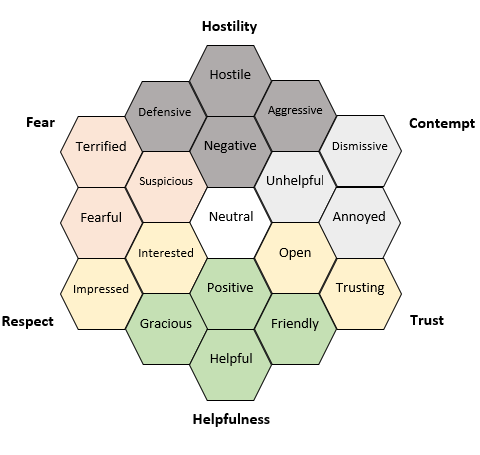 Hostility
Hostile
Defensive
Aggressive
Fear
Contempt
Terrified
Negative
Dismissive
Suspicious
Unhelpful
Fearful
Neutral
Annoyed
Interested
Open
Impressed
Positive
Trusting
Respect
Gracious
Friendly
Trust
Helpful
Helpfulness